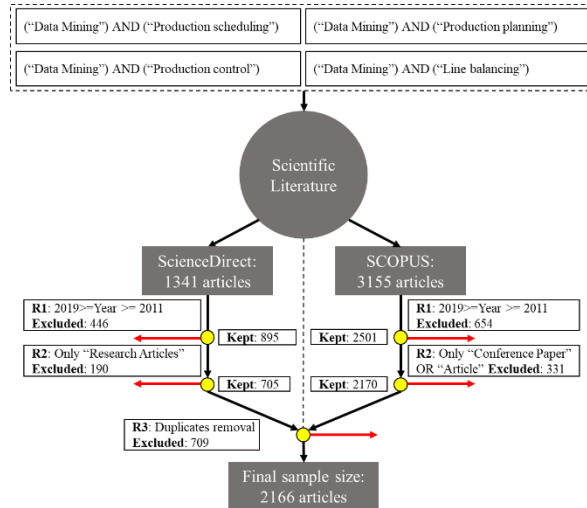 (“Data Mining”) AND (“Production scheduling”)
(“Data Mining”) AND (“Production planning”)
(“Data Mining”) AND (“Production control”)
(“Data Mining”) AND (“Line balancing”)
Scientific
Literature
ScienceDirect:
1341 articles
SCOPUS:
3155 articles
R1: 2019>=Year >= 2011
Excluded: 446
Kept: 895
Kept: 2501
R1: 2019>=Year >= 2011
Excluded: 654
R2: Only “Research Articles”
Excluded: 190
Kept: 705
Kept: 2170
R2: Only “Conference Paper”
OR “Article” Excluded: 331
R3: Duplicates removal
Excluded: 709
Final sample size:
2166 articles